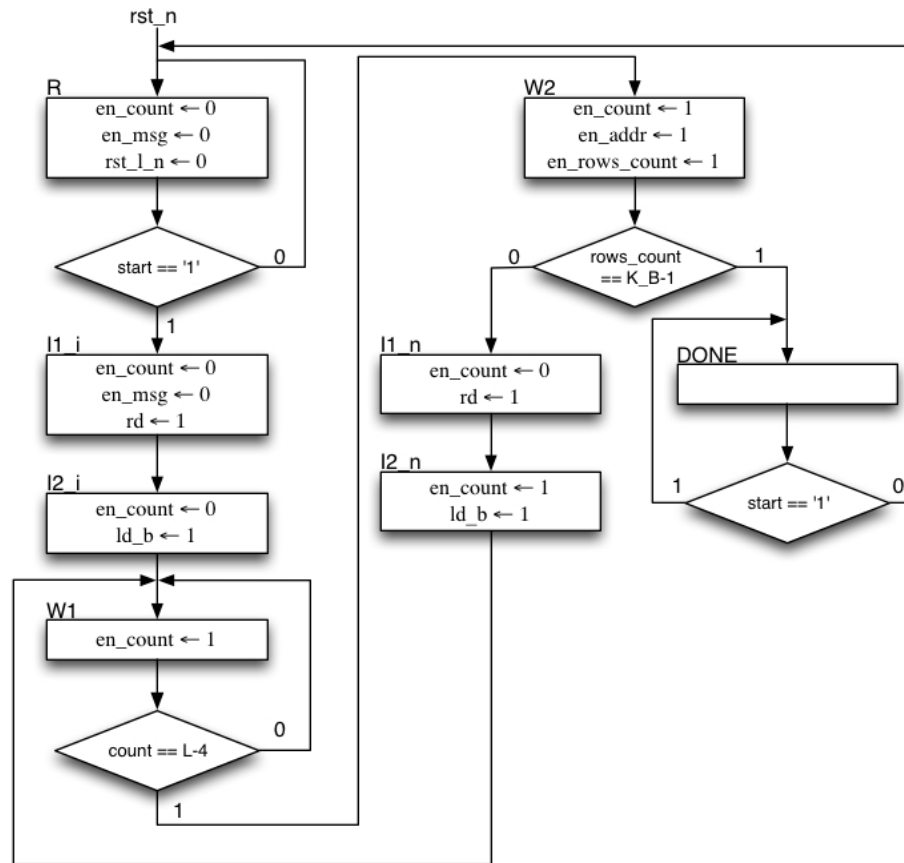 rst_n
R
en_count ← 0
en_msg ← 0
rst_l_n ← 0
start == '1'
0
1
I1_i
en_count ← 0
en_msg ← 0
rd ← 1
I2_i
en_count ← 0
ld_b ← 1
W1
en_count ← 1
count == L-4
0
1
W2
en_count ← 1
en_addr ← 1
en_rows_count ← 1
rows_count
== K_B-1
0
1
I1_n
en_count ← 0
rd ← 1
I2_n
en_count ← 1
ld_b ← 1
DONE
start == '1'
1
0